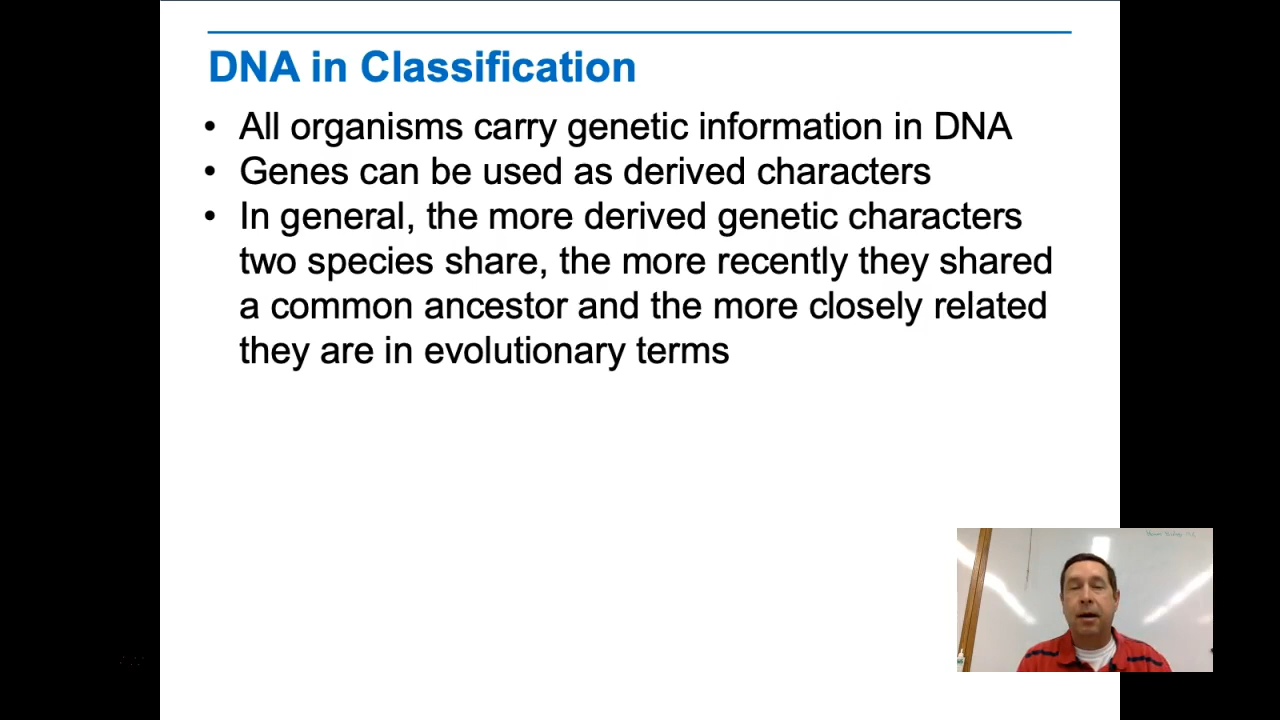 DNA in Classification
• All organisms carry genetic information in DNA
• Genes can be used as derived characters
• In general, the more derived genetic characters
two species share, the more recently they shared
a common ancestor and the more closely related
they are in evolutionary terms